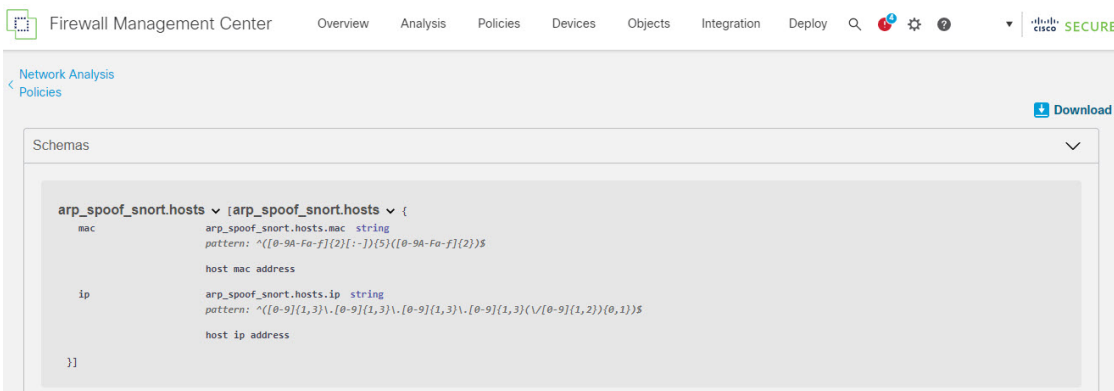 Firewall Management Center Overview Analysis Policies Devices Objects Integration Deploy 4 ? cisco SECURE
Network Analysis
Policies
Download
Schemas
arp_spoof_snort.hosts [arp_spoof_snort.hosts {
mac arp_spoof_snort.hosts.mac string
pattern: ^([0-9A-Fa-f]{2}[:-]){5}([0-9A-Fa-f]{2})$
host mac address
ip arp_spoof_snort.hosts.ip string
pattern: ^([0-9]{1,3}\.[0-9]{1,3}\.[0-9]{1,3}\.[0-9]{1,3}(\/[0-9]{1,2}){0,1})$
host ip address
}]